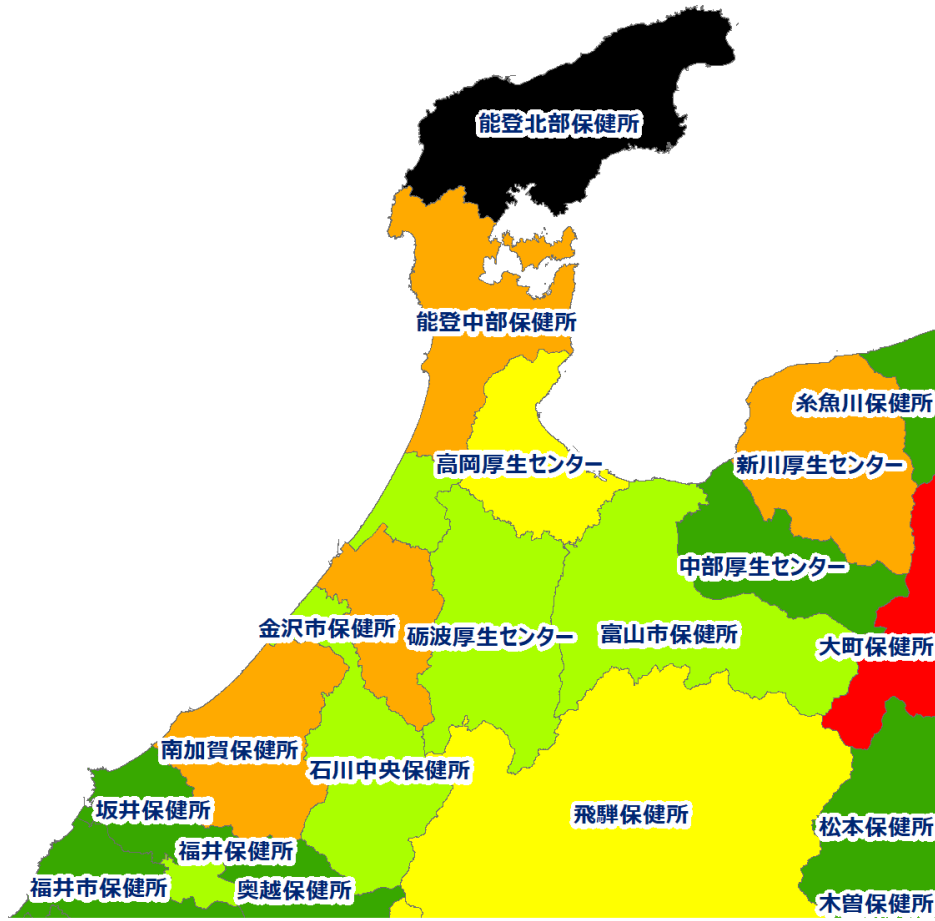 能登北部保健所
能登中部保健所
糸魚川保健所
高岡厚生センター
新川厚生センター
中部厚生センター
金沢市保健所
砺波厚生センター
富山市保健所
大町保健所
南加賀保健所
石川中央保健所
坂井保健所
飛騨保健所
松本保健所
福井保健所
福井市保健所
奥越保健所
木曽保健所